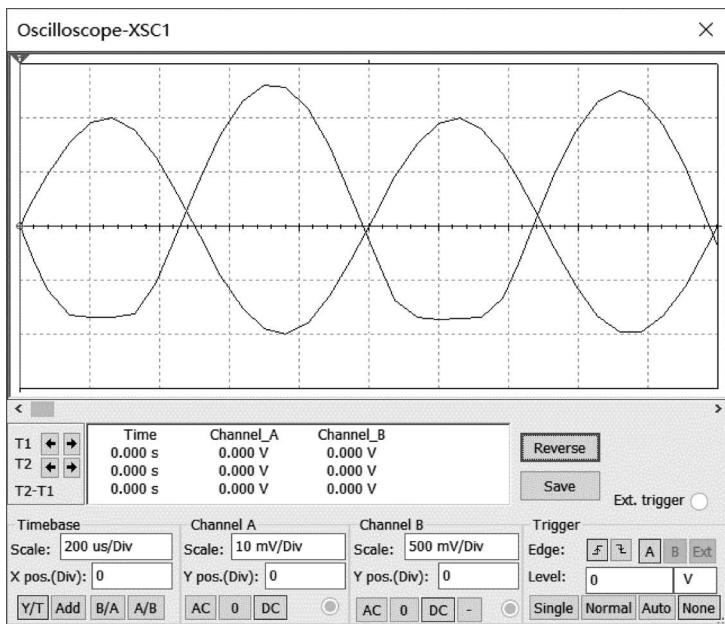 Oscilloscope-XSC1
Time Channel_A Channel_B
T1 0.000 s 0.000 V 0.000 V
T2 0.000 s 0.000 V 0.000 V
T2-T1 0.000 s 0.000 V 0.000 V
Reverse
Save
Ext. trigger
Timebase
Scale: 200 us/Div
X pos.(Div): 0
Y/T Add B/A A/B
Channel A
Scale: 10 mV/Div
Y pos.(Div): 0
AC 0 DC
Channel B
Scale: 500 mV/Div
Y pos.(Div): 0
AC 0 DC -
Trigger
Edge: A B Ext
Level: 0 V
Single Normal Auto None